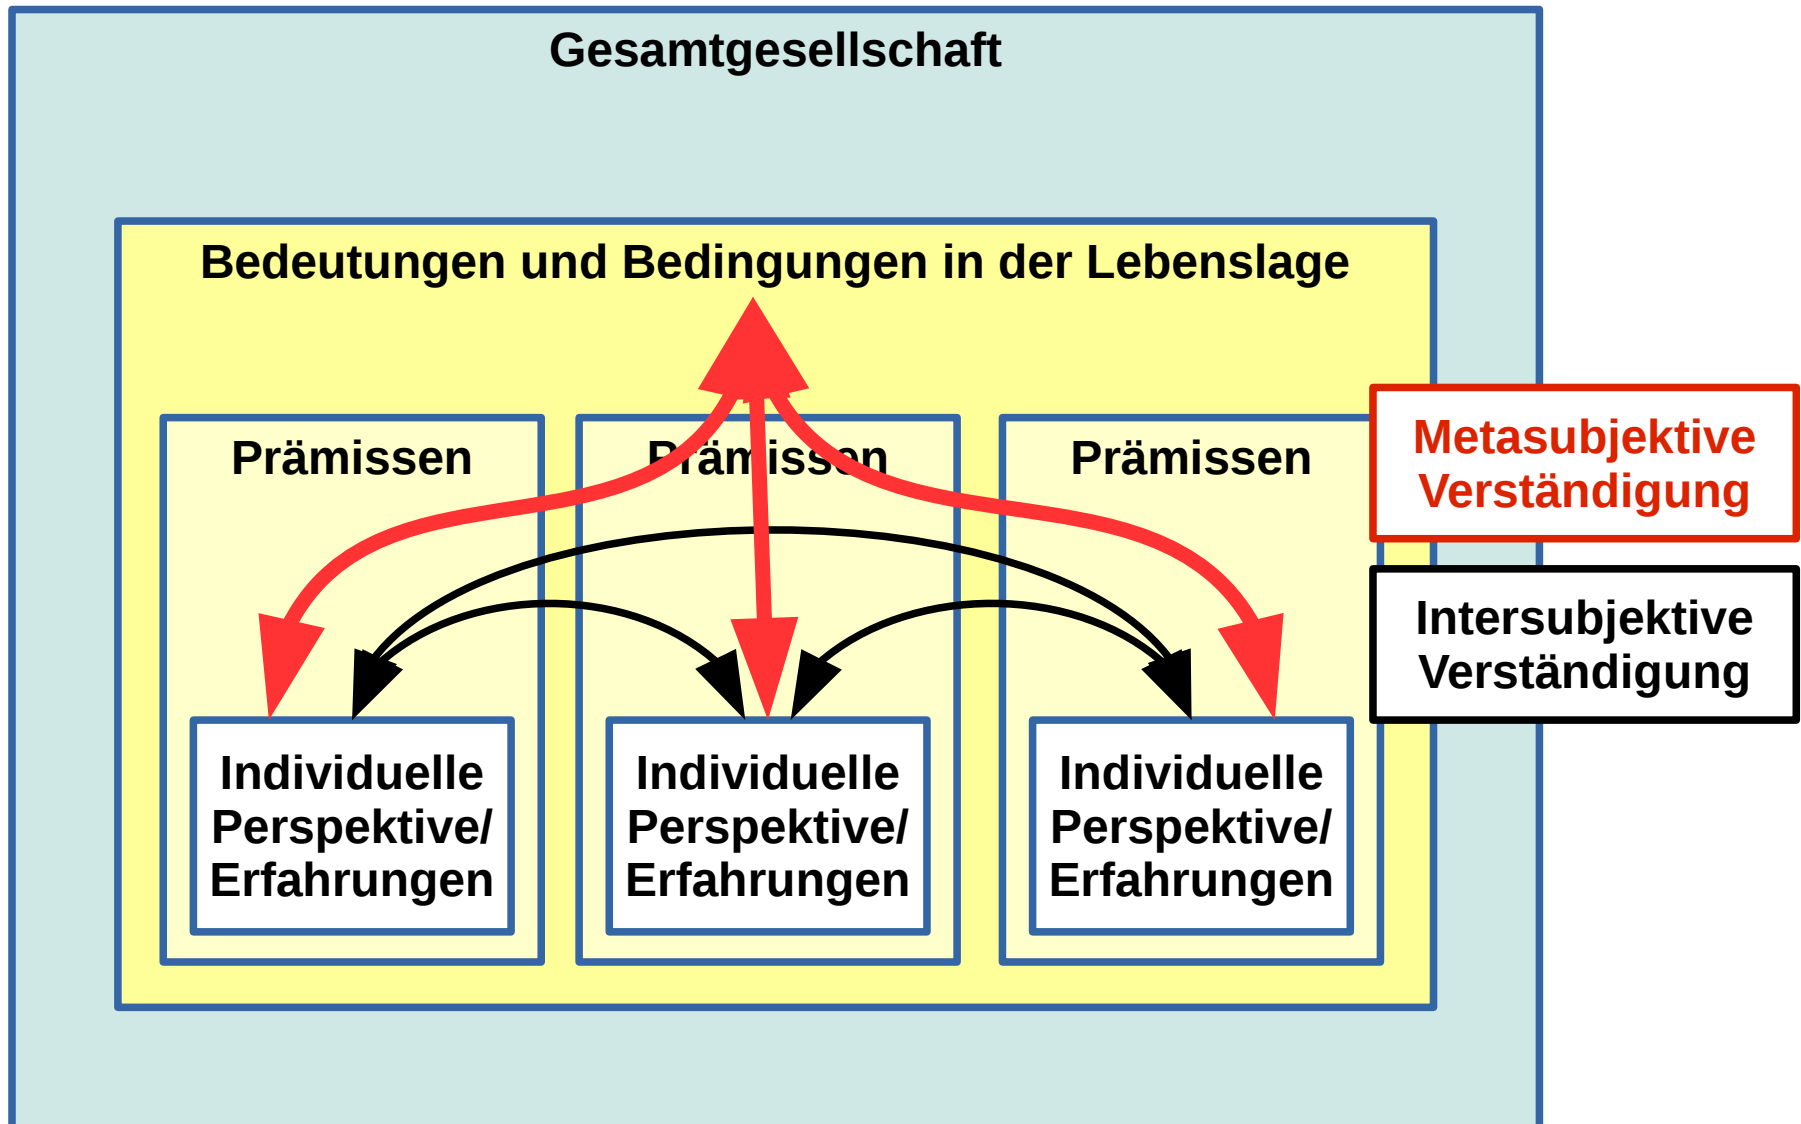 Gesamtgesellschaft
Bedeutungen und Bedingungen in der Lebenslage
Prämissen
Prämissen
Prämissen
Metasubjektive
Verständigung
Intersubjektive
Verständigung
Individuelle
Perspektive/
Erfahrungen
Individuelle
Perspektive/
Erfahrungen
Individuelle
Perspektive/
Erfahrungen